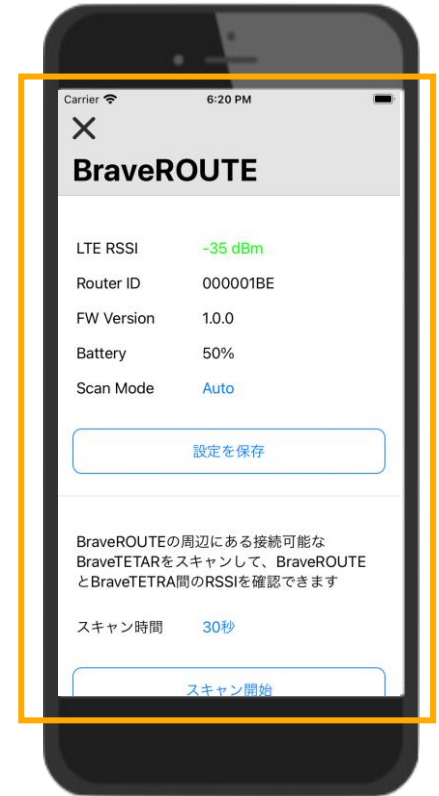 Carrier 6:20 PM
BraveROUTE
LTE RSSI -35 dBm
Router ID 000001BE
FW Version 1.0.0
Battery 50%
Scan Mode Auto
設定を保存
BraveROUTEの周辺にある接続可能な
BraveTETARをスキャンして、BraveROUTE
とBraveTETRA間のRSSIを確認できます
スキャン時間 30秒
スキャン開始